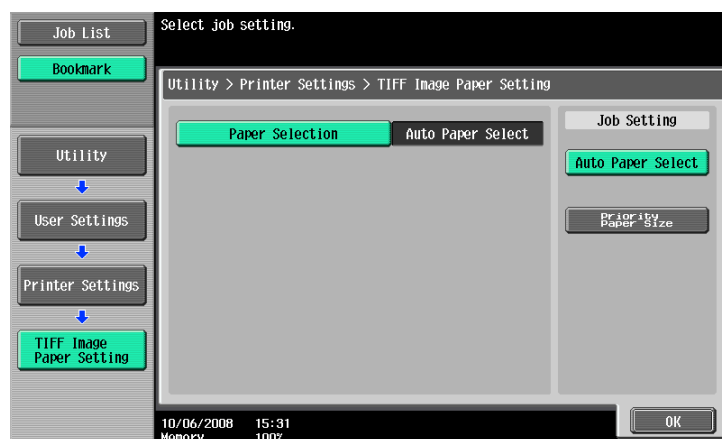 Job List
Bookmark
Utility
User Settings
Printer Settings
TIFF Image
Paper Setting
Select job setting.
Utility > Printer Settings > TIFF Image Paper Setting
Paper Selection
Auto Paper Select
Job Setting
Auto Paper Select
Priority
Paper Size
10/06/2008 15:31
Memory 100%
OK